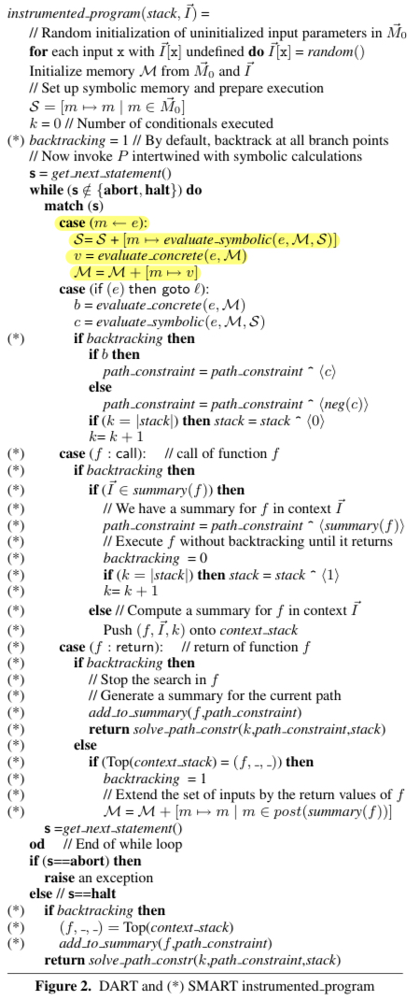 instrumented_program(stack, I⃗) =
// Random initialization of uninitialized input parameters in M⃗₀
for each input x with I⃗[x] undefined do I⃗[x] = random()
Initialize memory ℳ from M⃗₀ and I⃗
// Set up symbolic memory and prepare execution
𝒮 = [m ↦ m | m ∈ M⃗₀]
k = 0 // Number of conditionals executed
(*) backtracking = 1 // By default, backtrack at all branch points
// Now invoke P intertwined with symbolic calculations
s = get_next_statement()
while (s ∉ {abort, halt}) do
match (s)
case (m ← e):
𝒮= 𝒮 + [m ↦ evaluate_symbolic(e, ℳ, 𝒮)]
v = evaluate_concrete(e, ℳ)
ℳ = ℳ + [m ↦ v]
case (if (e) then goto ℓ):
b = evaluate_concrete(e, ℳ)
c = evaluate_symbolic(e, ℳ, 𝒮)
(*) if backtracking then
if b then
path_constraint = path_constraint ^ ⟨c⟩
else
path_constraint = path_constraint ^ ⟨neg(c)⟩
if (k = |stack|) then stack = stack ^ ⟨0⟩
k= k + 1
(*) case (f : call): // call of function f
(*) if backtracking then
(*) if (I⃗ ∈ summary(f)) then
(*) // We have a summary for f in context I⃗
(*) path_constraint = path_constraint ^ ⟨summary(f)⟩
(*) // Execute f without backtracking until it returns
(*) backtracking = 0
(*) if (k = |stack|) then stack = stack ^ ⟨1⟩
(*) k= k + 1
(*) else // Compute a summary for f in context I⃗
(*) Push (f, I⃗, k) onto context_stack
(*) case (f : return): // return of function f
(*) if backtracking then
(*) // Stop the search in f
(*) // Generate a summary for the current path
(*) add_to_summary(f,path_constraint)
(*) return solve_path_constr(k,path_constraint,stack)
(*) else
(*) if (Top(context_stack) = (f, _, _)) then
(*) backtracking = 1
(*) // Extend the set of inputs by the return values of f
(*) ℳ = ℳ + [m ↦ m | m ∈ post(summary(f))]
s =get_next_statement()
od // End of while loop
if (s==abort) then
raise an exception
else // s==halt
(*) if backtracking then
(*) (f, _, _) = Top(context_stack)
(*) add_to_summary(f,path_constraint)
return solve_path_constr(k,path_constraint,stack)
Figure 2. DART and (*) SMART instrumented_program